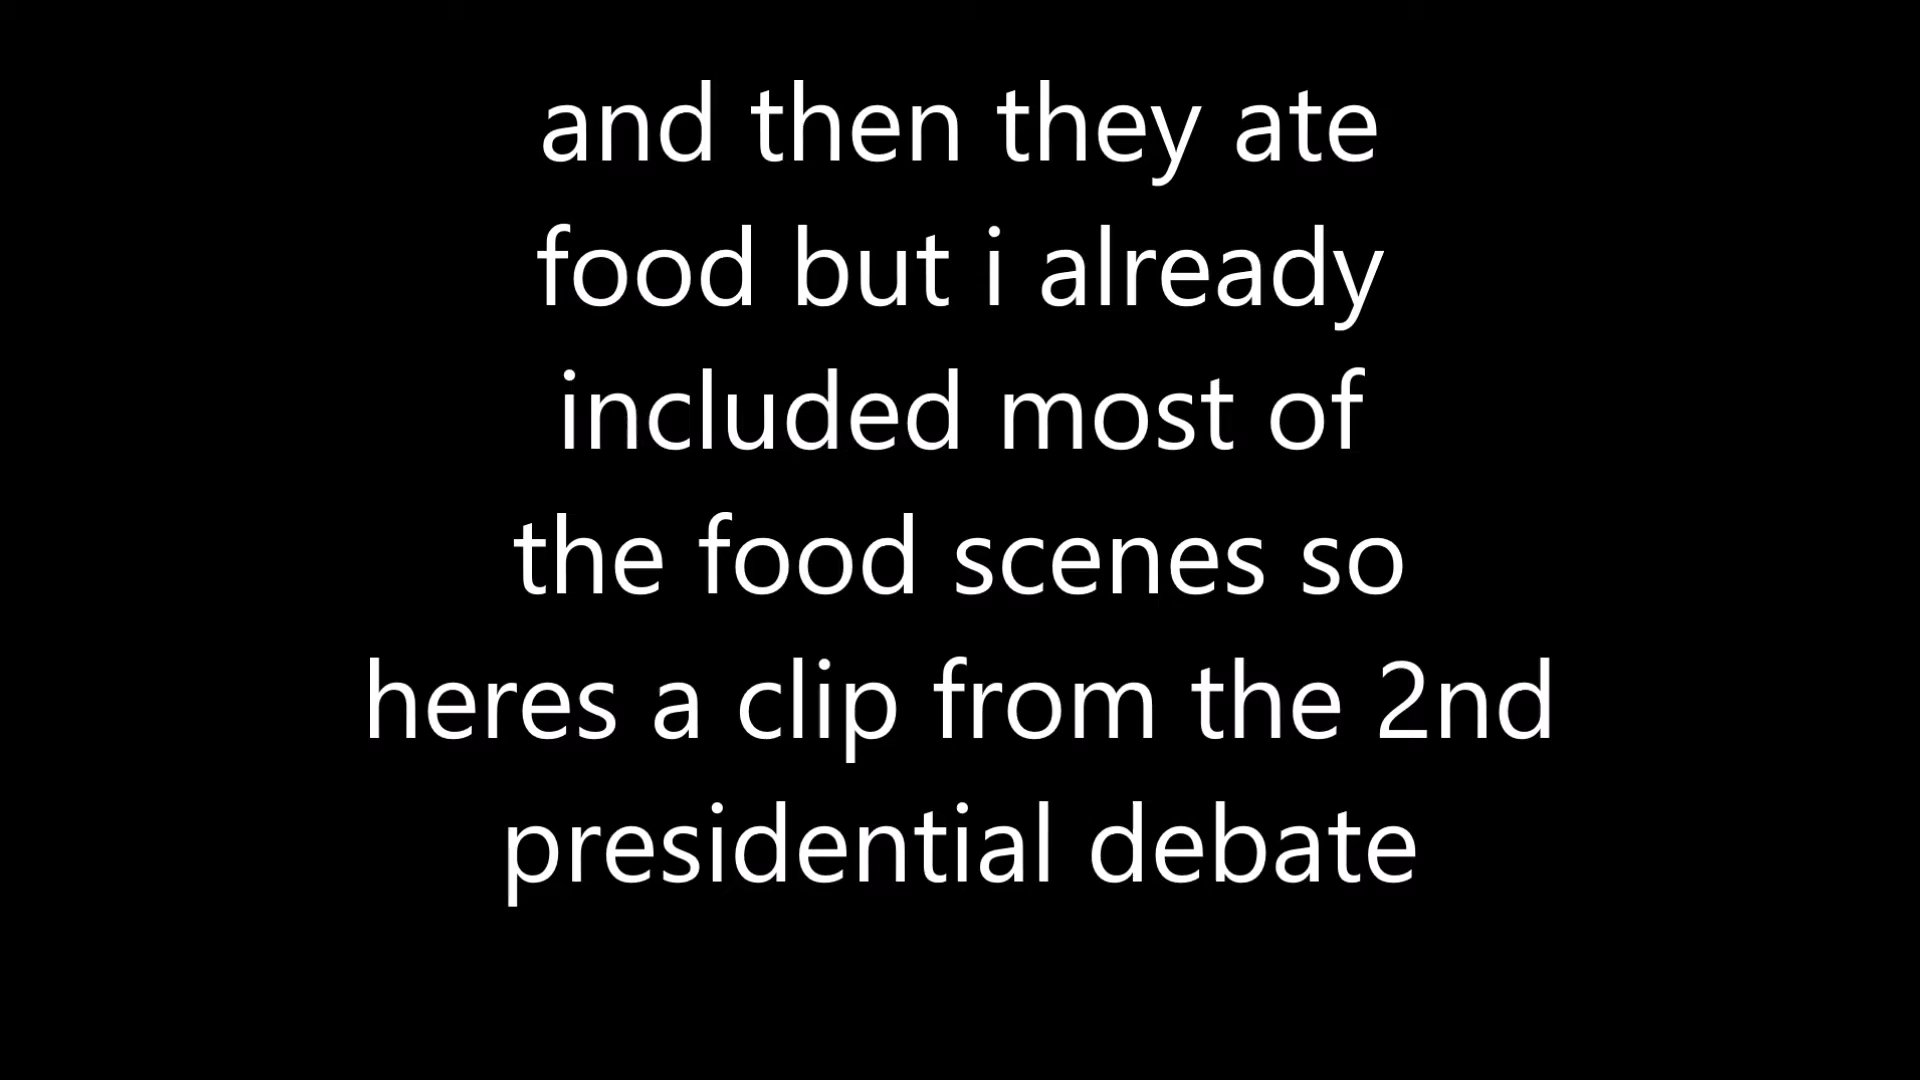 and then they ate
food but i already
included most of
the food scenes so
heres a clip from the 2nd
presidential debate